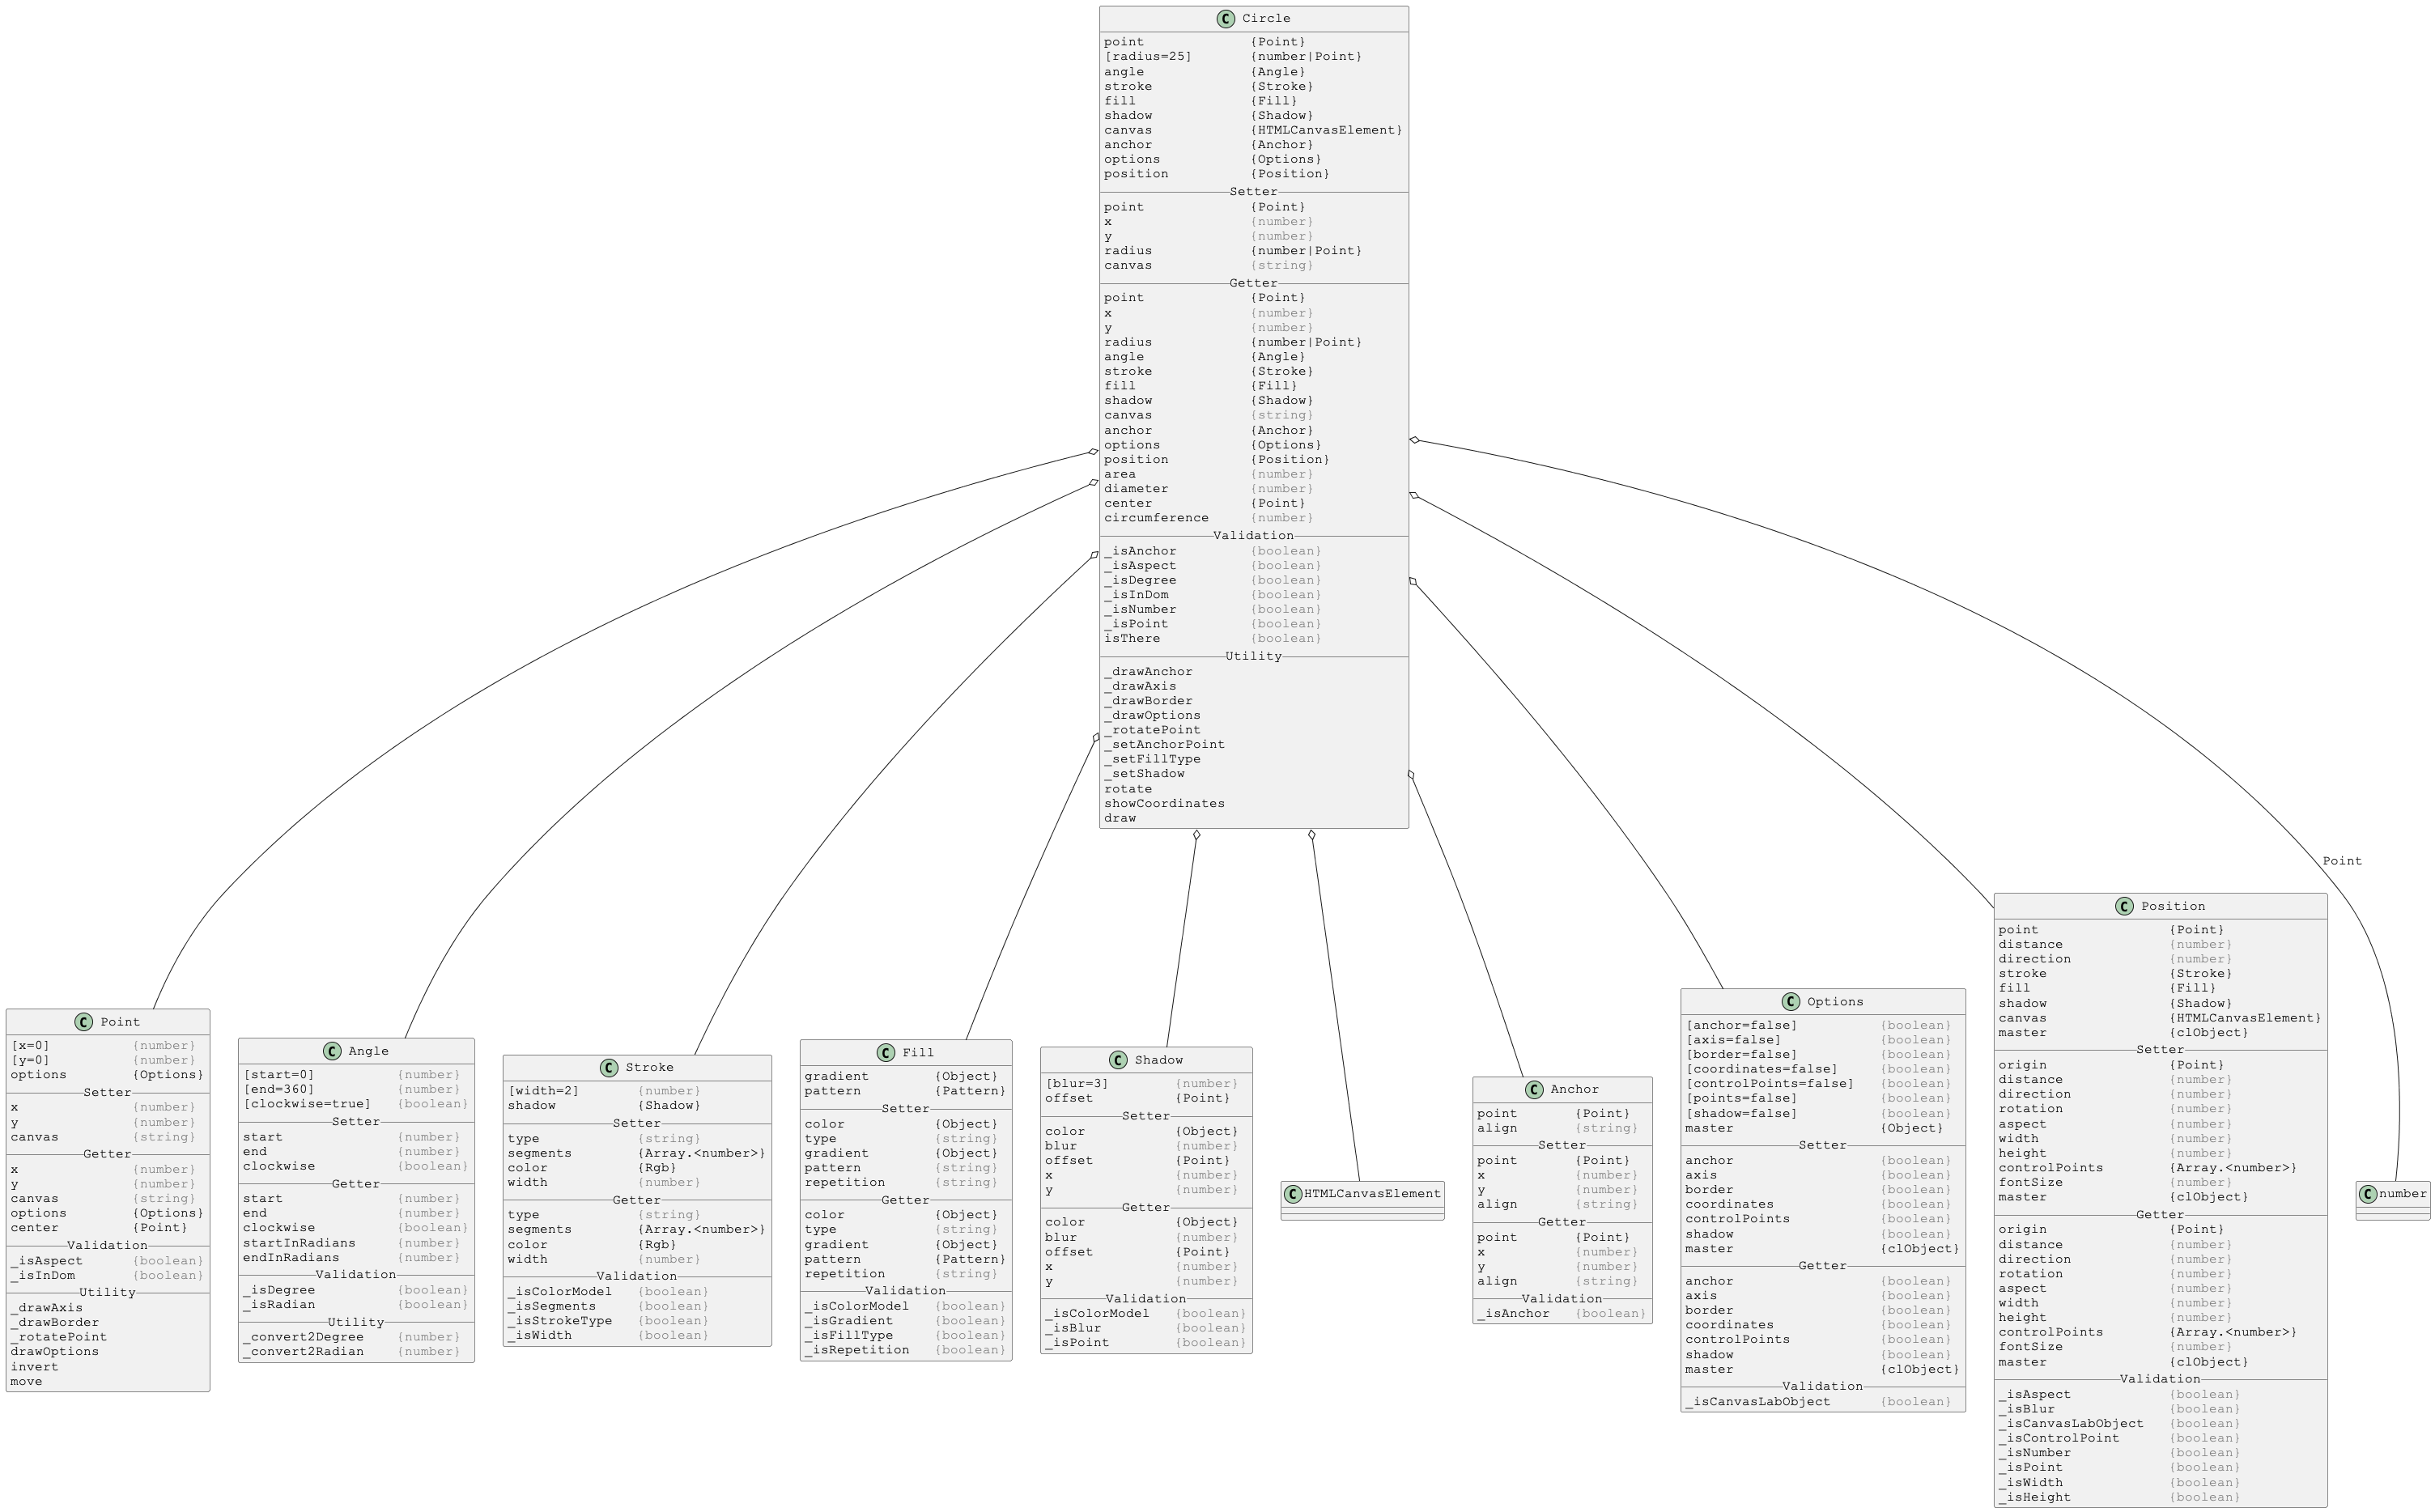 C Circle
point {Point}
[radius=25] {number|Point}
angle {Angle}
stroke {Stroke}
fill {Fill}
shadow {Shadow}
canvas {HTMLCanvasElement}
anchor {Anchor}
options {Options}
position {Position}
Setter
point {Point}
x {number}
y {number}
radius {number|Point}
canvas {string}
Getter
point {Point}
x {number}
y {number}
radius {number|Point}
angle {Angle}
stroke {Stroke}
fill {Fill}
shadow {Shadow}
canvas {string}
anchor {Anchor}
options {Options}
position {Position}
area {number}
diameter {number}
center {Point}
circumference {number}
Validation
_isAnchor {boolean}
_isAspect {boolean}
_isDegree {boolean}
_isInDom {boolean}
_isNumber {boolean}
_isPoint {boolean}
isThere {boolean}
Utility
_drawAnchor
_drawAxis
_drawBorder
_drawOptions
_rotatePoint
_setAnchorPoint
_setFillType
_setShadow
rotate
showCoordinates
draw
Point
C Point
[x=0] {number}
[y=0] {number}
options {Options}
Setter
x {number}
y {number}
canvas {string}
Getter
x {number}
y {number}
canvas {string}
options {Options}
center {Point}
Validation
_isAspect {boolean}
_isInDom {boolean}
Utility
_drawAxis
_drawBorder
_rotatePoint
drawOptions
invert
move
C Angle
[start=0] {number}
[end=360] {number}
[clockwise=true] {boolean}
Setter
start {number}
end {number}
clockwise {boolean}
Getter
start {number}
end {number}
clockwise {boolean}
startInRadians {number}
endInRadians {number}
Validation
_isDegree {boolean}
_isRadian {boolean}
Utility
_convert2Degree {number}
_convert2Radian {number}
C Stroke
[width=2] {number}
shadow {Shadow}
Setter
type {string}
segments {Array.<number>}
color {Rgb}
width {number}
Getter
type {string}
segments {Array.<number>}
color {Rgb}
width {number}
Validation
_isColorModel {boolean}
_isSegments {boolean}
_isStrokeType {boolean}
_isWidth {boolean}
C Fill
gradient {Object}
pattern {Pattern}
Setter
color {Object}
type {string}
gradient {Object}
pattern {string}
repetition {string}
Getter
color {Object}
type {string}
gradient {Object}
pattern {Pattern}
repetition {string}
Validation
_isColorModel {boolean}
_isGradient {boolean}
_isFillType {boolean}
_isRepetition {boolean}
C Shadow
[blur=3] {number}
offset {Point}
Setter
color {Object}
blur {number}
offset {Point}
x {number}
y {number}
Getter
color {Object}
blur {number}
offset {Point}
x {number}
y {number}
Validation
_isColorModel {boolean}
_isBlur {boolean}
_isPoint {boolean}
C HTMLCanvasElement
C Anchor
point {Point}
align {string}
Setter
point {Point}
x {number}
y {number}
align {string}
Getter
point {Point}
x {number}
y {number}
align {string}
Validation
_isAnchor {boolean}
C Options
[anchor=false] {boolean}
[axis=false] {boolean}
[border=false] {boolean}
[coordinates=false] {boolean}
[controlPoints=false] {boolean}
[points=false] {boolean}
[shadow=false] {boolean}
master {Object}
Setter
anchor {boolean}
axis {boolean}
border {boolean}
coordinates {boolean}
controlPoints {boolean}
shadow {boolean}
master {clObject}
Getter
anchor {boolean}
axis {boolean}
border {boolean}
coordinates {boolean}
controlPoints {boolean}
shadow {boolean}
master {clObject}
Validation
_isCanvasLabObject {boolean}
C Position
point {Point}
distance {number}
direction {number}
stroke {Stroke}
fill {Fill}
shadow {Shadow}
canvas {HTMLCanvasElement}
master {clObject}
Setter
origin {Point}
distance {number}
direction {number}
rotation {number}
aspect {number}
width {number}
height {number}
controlPoints {Array.<number>}
fontSize {number}
master {clObject}
Getter
origin {Point}
distance {number}
direction {number}
rotation {number}
aspect {number}
width {number}
height {number}
controlPoints {Array.<number>}
fontSize {number}
master {clObject}
Validation
_isAspect {boolean}
_isBlur {boolean}
_isCanvasLabObject {boolean}
_isControlPoint {boolean}
_isNumber {boolean}
_isPoint {boolean}
_isWidth {boolean}
_isHeight {boolean}
C number